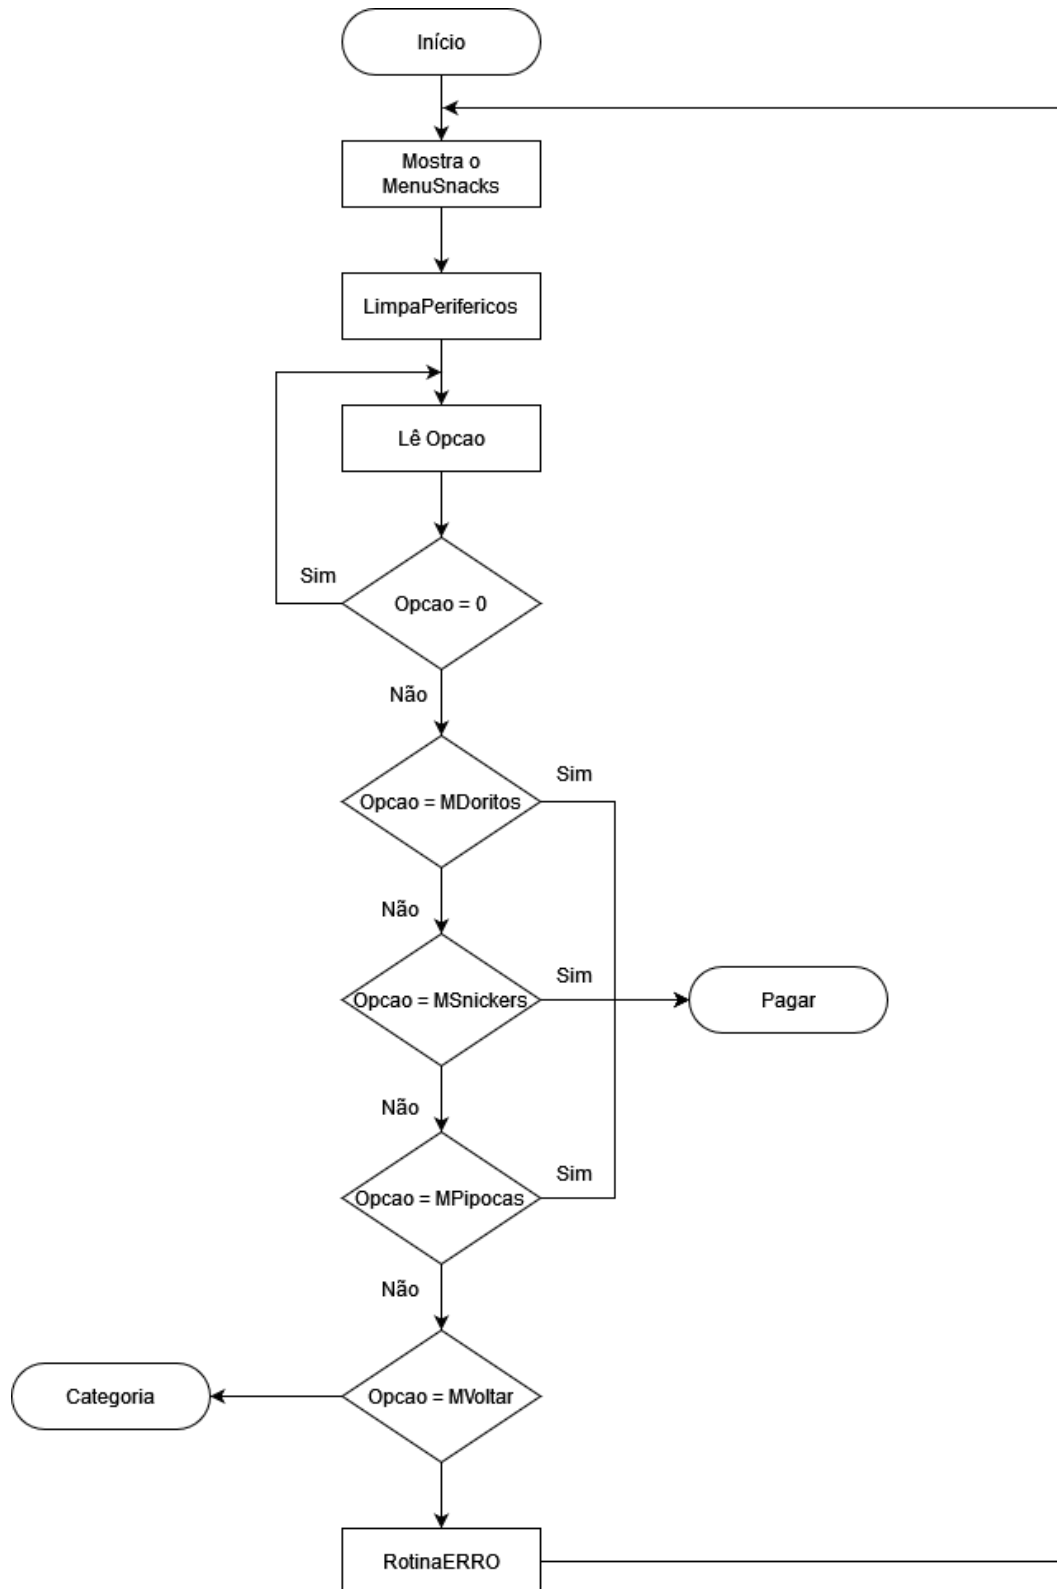 Início
Mostra o
MenuSnacks
LimpaPerifericos
Lê Opcao
Sim
Opcao = 0
Não
Opcao = MDoritos
Sim
Não
Opcao = MSnickers
Sim
Pagar
Não
Opcao = MPipocas
Sim
Não
Categoria
Opcao = MVoltar
RotinaERRO